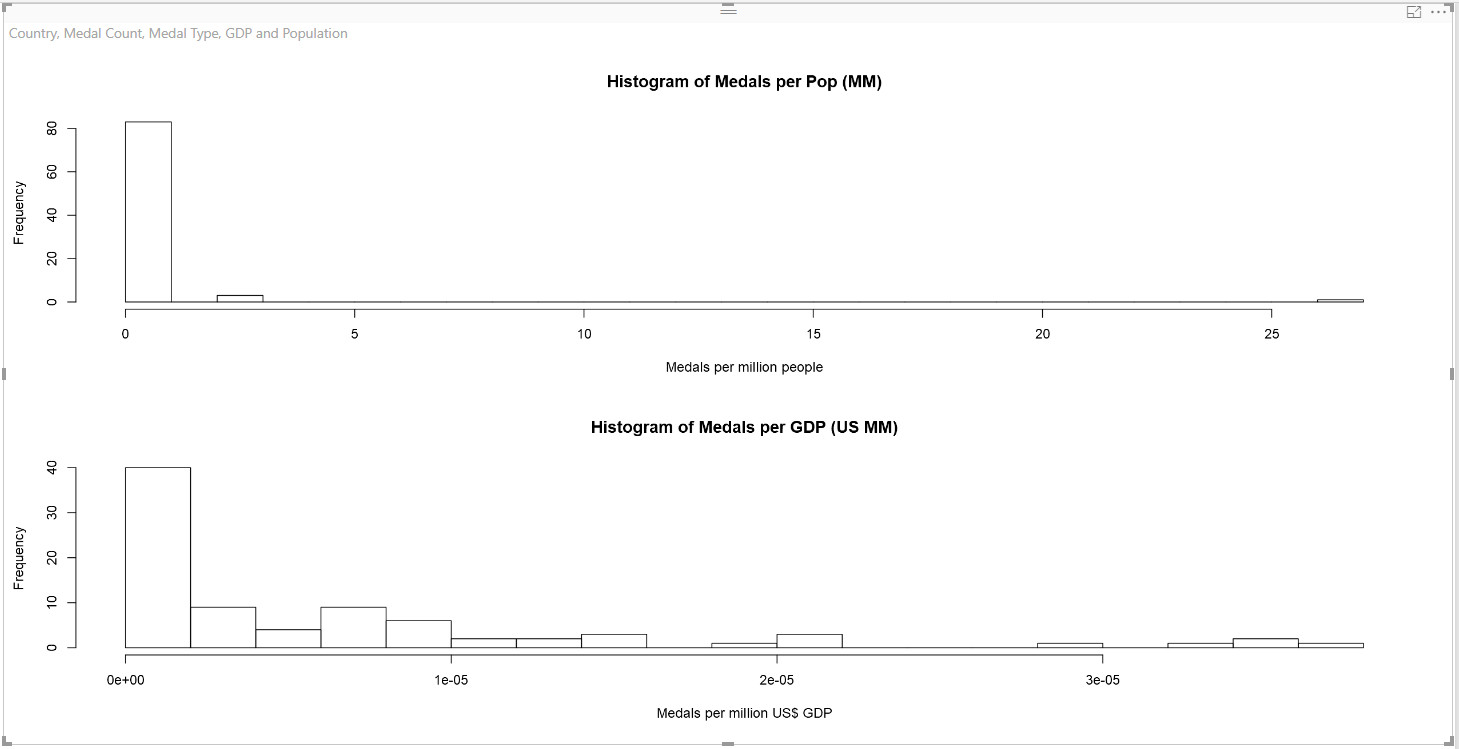 Country, Medal Count, Medal Type, GDP and Population
Histogram of Medals per Pop (MM)
Frequency
80
60
40
20
0
0 5 10 15 20 25
Medals per million people
Histogram of Medals per GDP (US MM)
Frequency
40
30
20
10
0
0e+00 1e-05 2e-05 3e-05
Medals per million US$ GDP